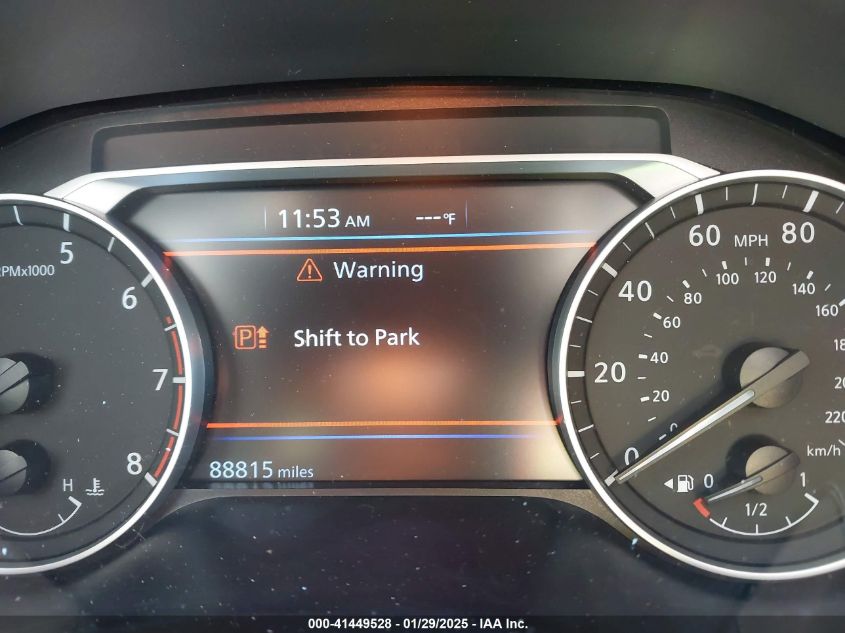 11:53 AM ---°F
Warning
P Shift to Park
88815 miles
RPMx1000
5
6
7
8
H
0
20
40
60 MPH 80
0
20
40
60
80
100
120
140
160
220
km/h
0
1/2
1
000-41449528 - 01/29/2025 - IAA Inc.